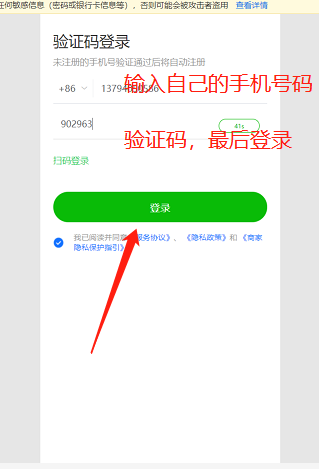 任何敏感信息（密码或银行卡信息等），否则可能会被攻击者盗用 查看详情
验证码登录
未注册的手机号验证通过后将自动注册
+86
输入自己的手机号码
902963
41s
验证码，最后登录
扫码登录
登录
我已阅读并同意 服务协议》、《隐私政策》和《商家
隐私保护指引》